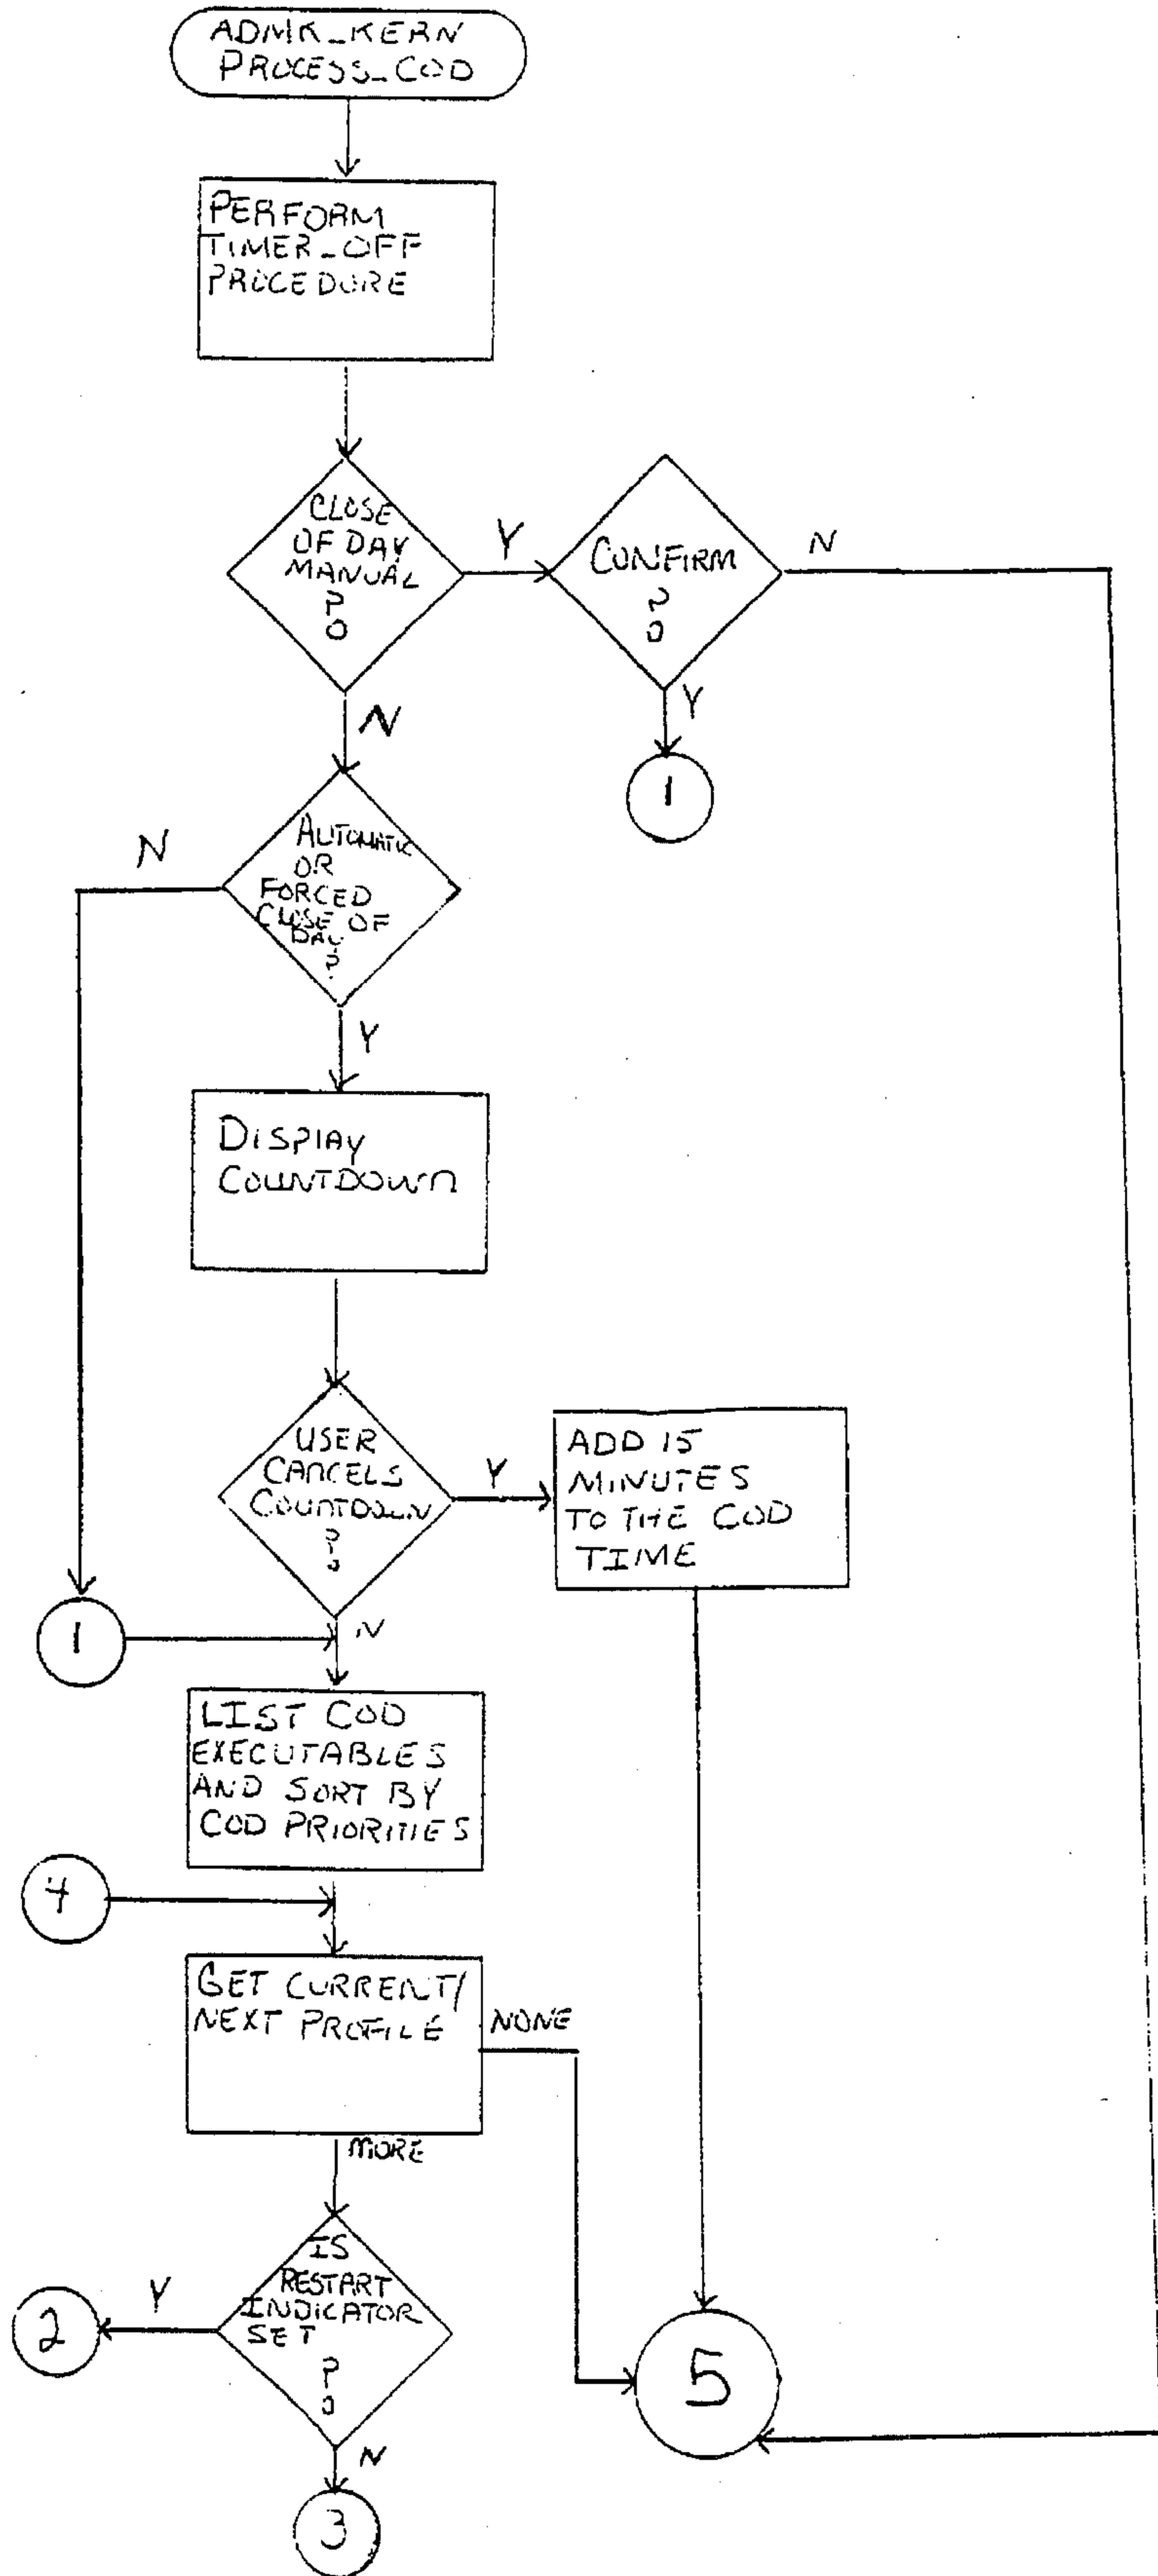 ADMK_KERN
PROCESS_COD
PERFORM
TIMER_OFF
PROCEDURE
CLOSE
OF DAY
MANUAL
?
Y
CONFIRM
?
N
Y
1
N
AUTOMATIC
OR
FORCED
CLOSE OF
DAY
?
N
Y
DISPLAY
COUNTDOWN
USER
CANCELS
COUNTDOWN
?
Y
ADD 15
MINUTES
TO THE COD
TIME
N
1
LIST COD
EXECUTABLES
AND SORT BY
COD PRIORITIES
4
GET CURRENT/
NEXT PROFILE
NONE
MORE
IS
RESTART
INDICATOR
SET
?
Y
2
5
N
3